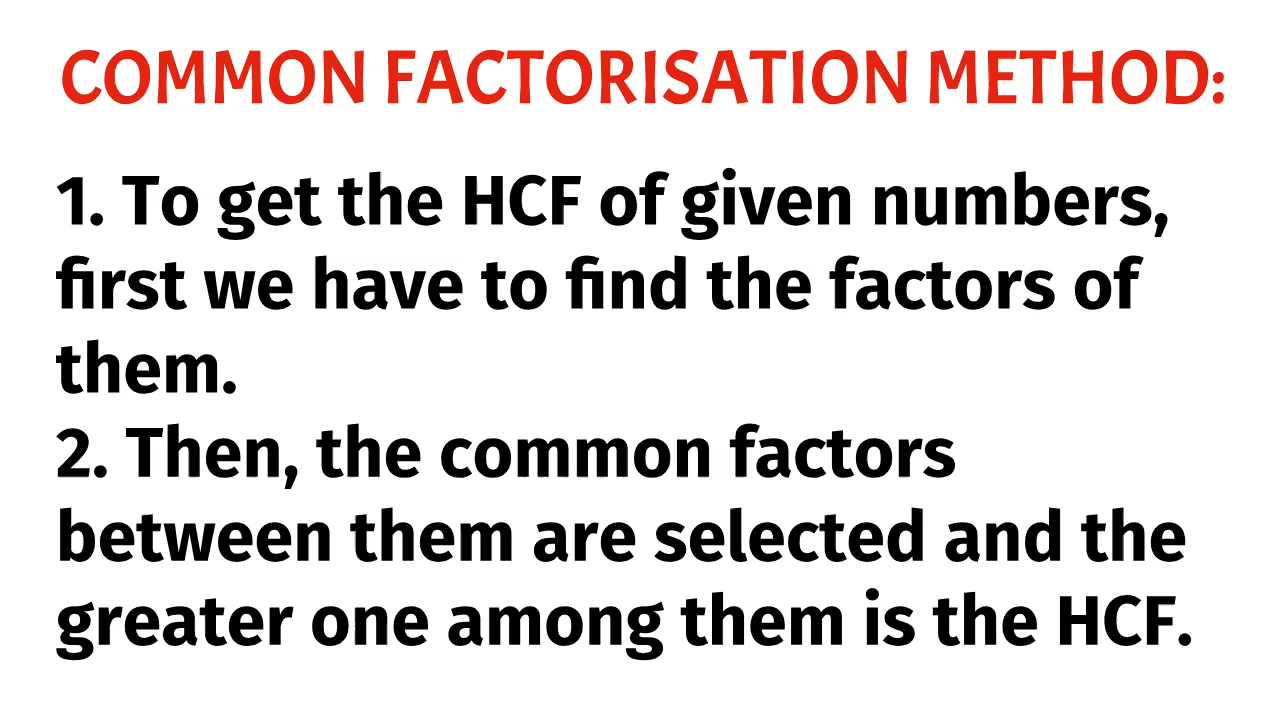 COMMON FACTORISATION METHOD:
1. To get the HCF of given numbers,
first we have to find the factors of
them.
2. Then, the common factors
between them are selected and the
greater one among them is the HCF.